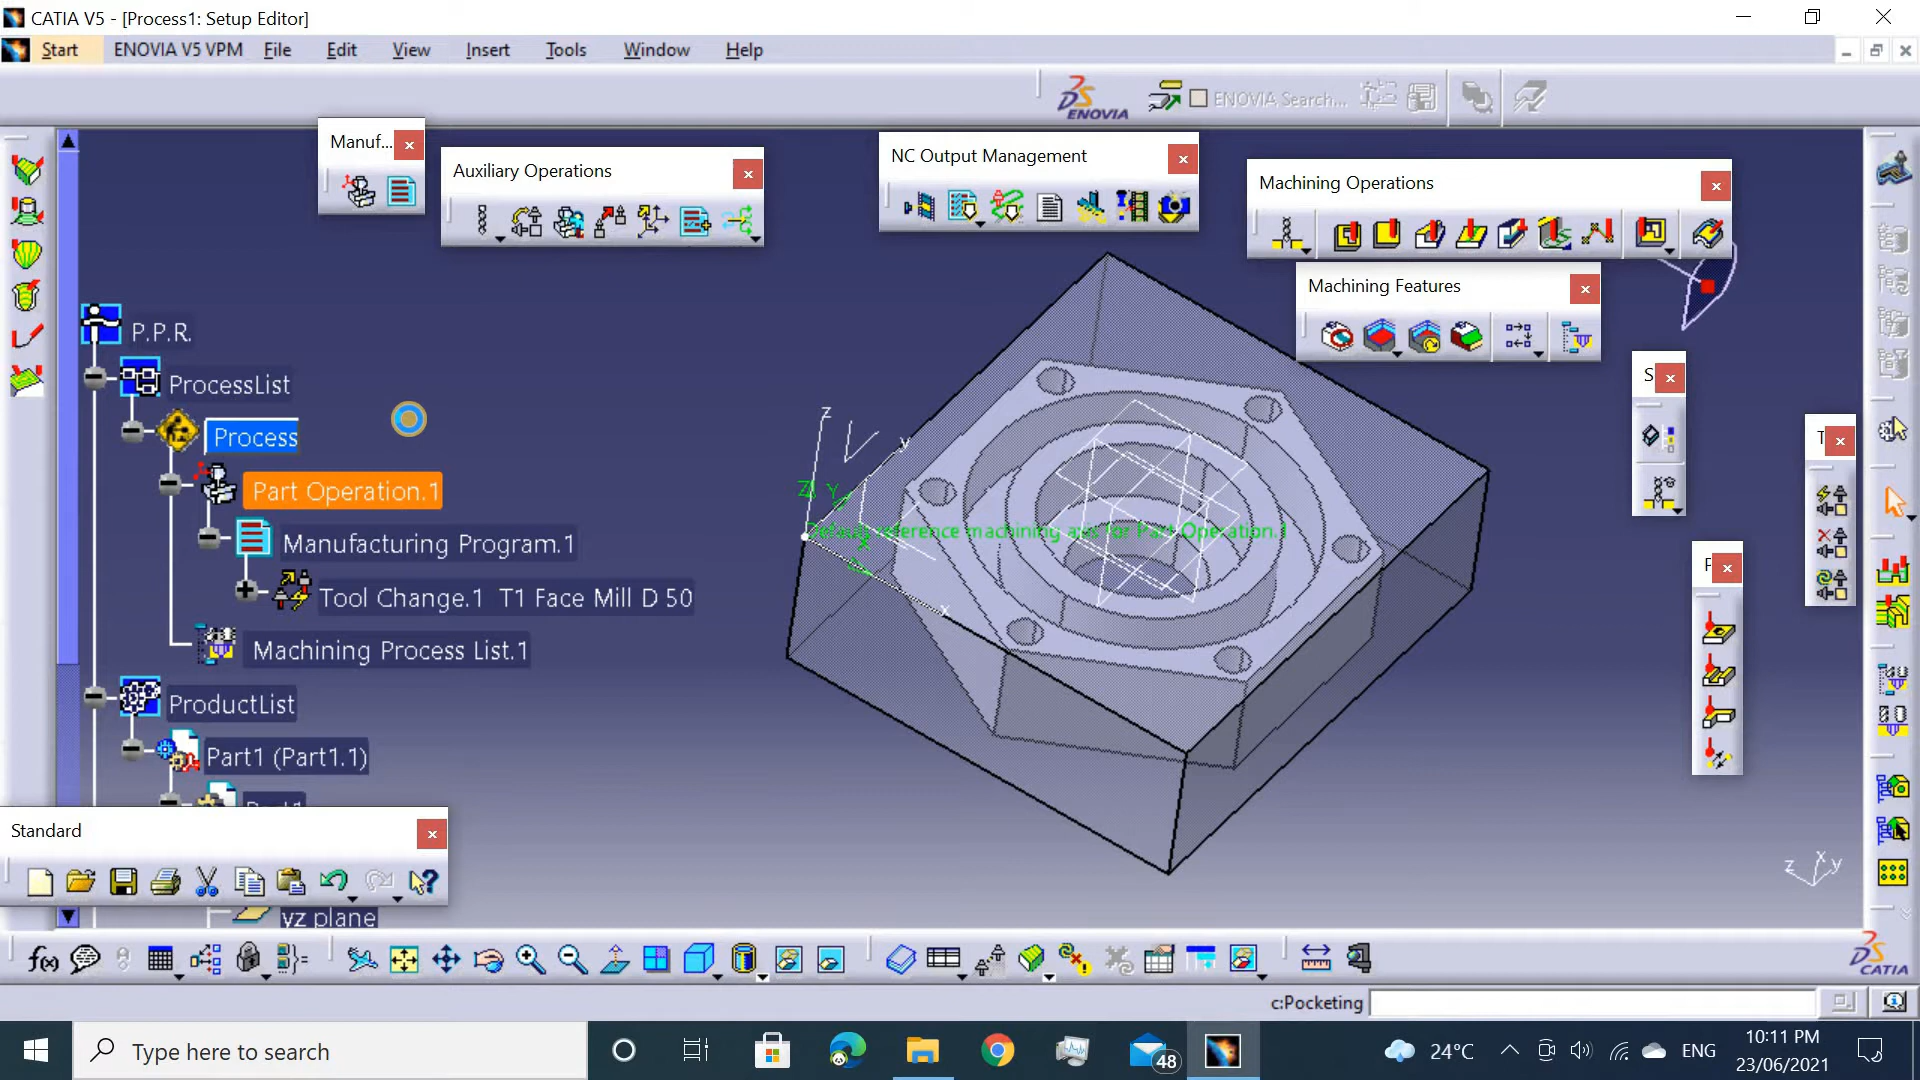 CATIA V5 - [Process1: Setup Editor]
Start ENOVIA V5 VPM File Edit View Insert Tools Window Help
ENOVIA
ENOVIA Search...
Manuf...
Auxiliary Operations
NC Output Management
Machining Operations
Machining Features
S
T
F
P.P.R.
ProcessList
Process
Part Operation.1
Manufacturing Program.1
Tool Change.1 T1 Face Mill D 50
Machining Process List.1
ProductList
Part1 (Part1.1)
Part1
yz plane
z
y
Z Y
Default reference machining axis for Part Operation.1
x
Standard
z x y
f(x)
CATIA
c:Pocketing
Type here to search
48
24°C
ENG
10:11 PM
23/06/2021